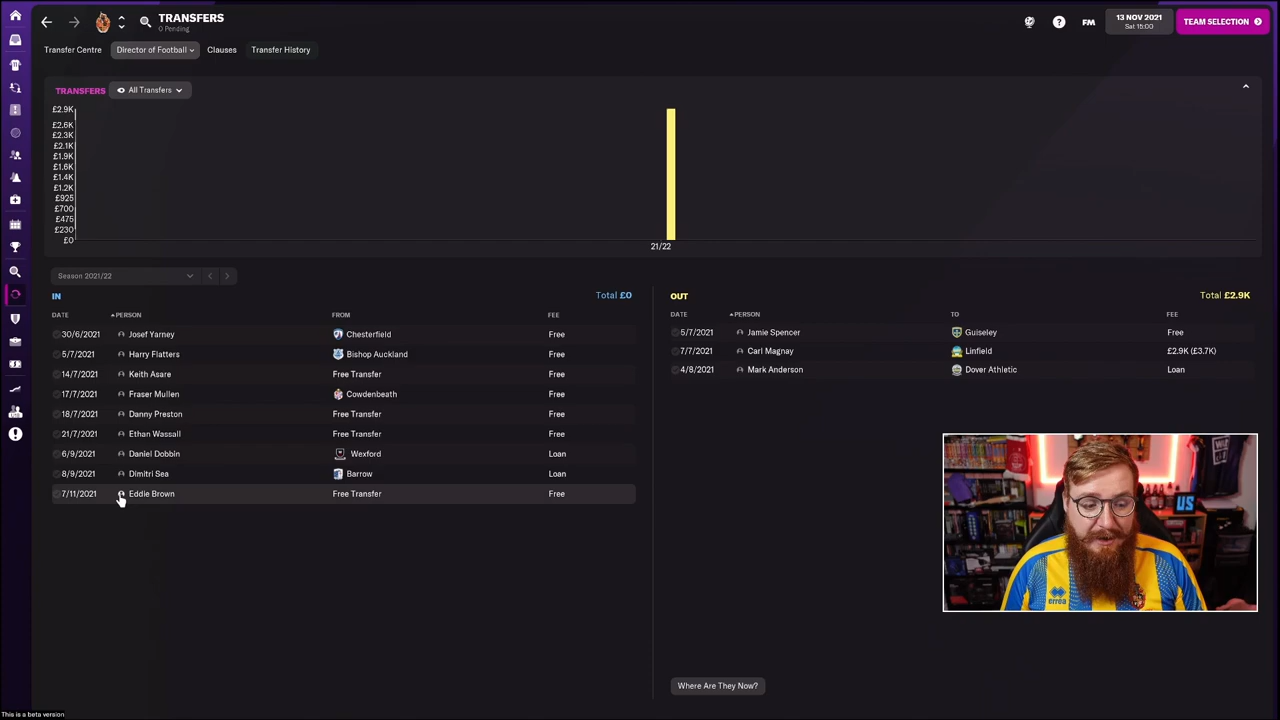 TRANSFERS
0 Pending
FM
13 NOV 2021
Sat 15:00
TEAM SELECTION
Transfer Centre
Director of Football
Clauses
Transfer History
TRANSFERS
All Transfers
£2.9K
£2.6K
£2.3K
£2.1K
£1.9K
£1.6K
£1.4K
£1.2K
£925
£700
£475
£230
£0
21/22
Season 2021/22
IN
Total £0
DATE PERSON FROM FEE
30/6/2021 Josef Yarney Chesterfield Free
5/7/2021 Harry Flatters Bishop Auckland Free
14/7/2021 Keith Asare Free Transfer Free
17/7/2021 Fraser Mullen Cowdenbeath Free
18/7/2021 Danny Preston Free Transfer Free
21/7/2021 Ethan Wassall Free Transfer Free
6/9/2021 Daniel Dobbin Wexford Loan
8/9/2021 Dimitri Sea Barrow Loan
7/11/2021 Eddie Brown Free Transfer Free
OUT
Total £2.9K
DATE PERSON TO FEE
5/7/2021 Jamie Spencer Guiseley Free
7/7/2021 Carl Magnay Linfield £2.9K (£3.7K)
4/8/2021 Mark Anderson Dover Athletic Loan
US
errea
Where Are They Now?
This is a beta version